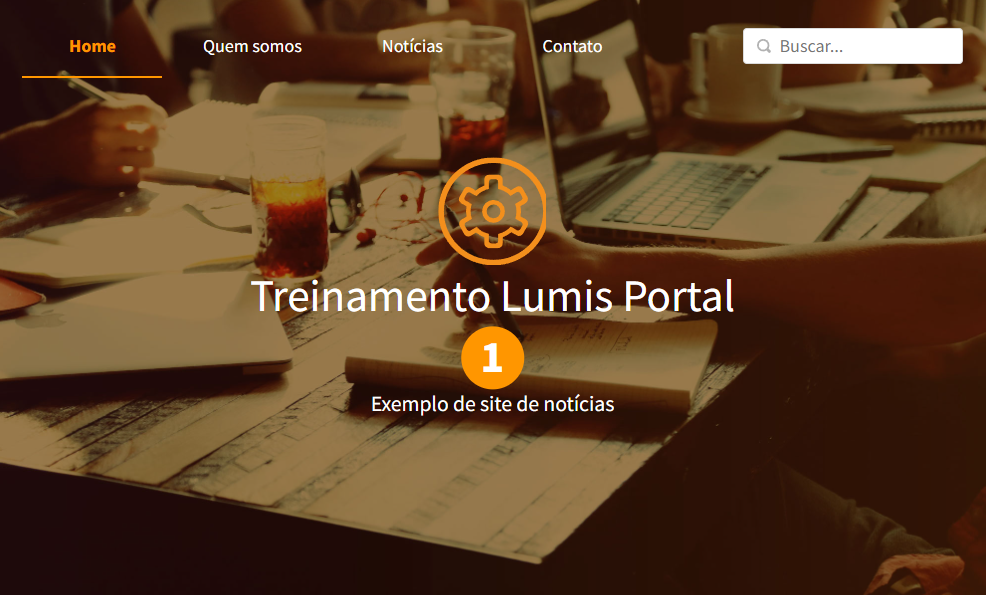 Home
Quem somos
Notícias
Contato
Buscar...
Treinamento Lumis Portal
1
Exemplo de site de notícias